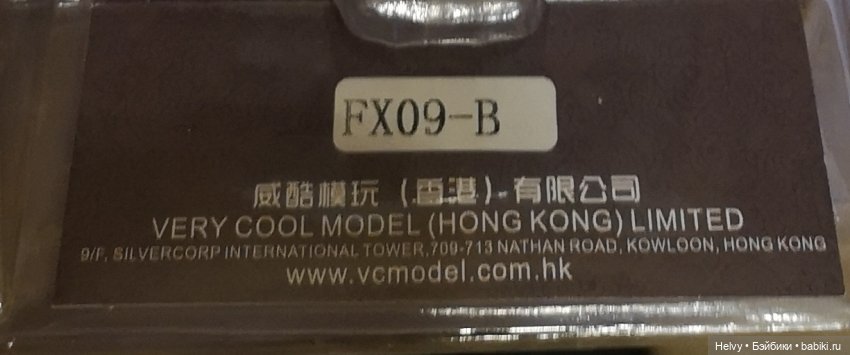 FX09-B
威酷模玩(香港)有限公司
VERY COOL MODEL (HONG KONG) LIMITED
9/F, SILVERCORP INTERNATIONAL TOWER,709-713 NATHAN ROAD, KOWLOON, HONG KONG
www.vcmodel.com.hk
Helvy • Бэйбики • babiki.ru